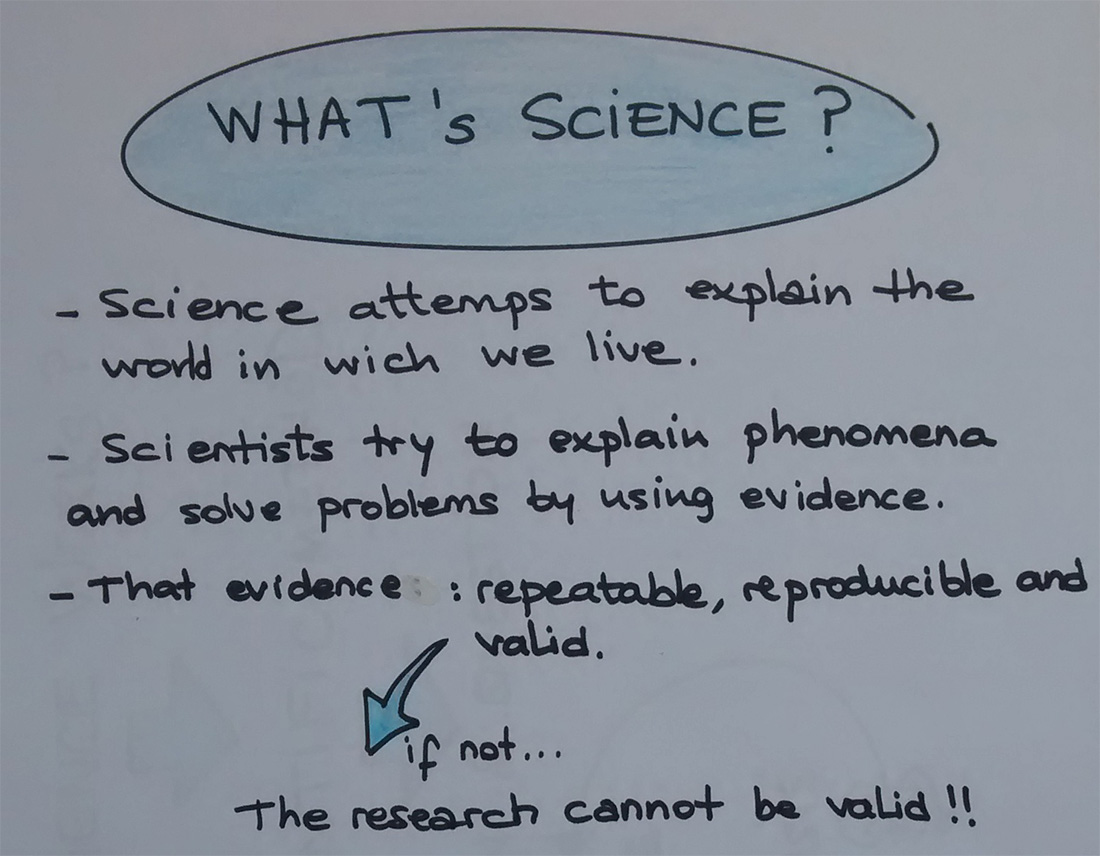 WHAT's SCiENCE?
- Science attemps to explain the
world in wich we live.
- Scientists try to explain phenomena
and solve problems by using evidence.
- That evidence : repeatable, reproducible and
valid.
if not...
The research cannot be valid!!